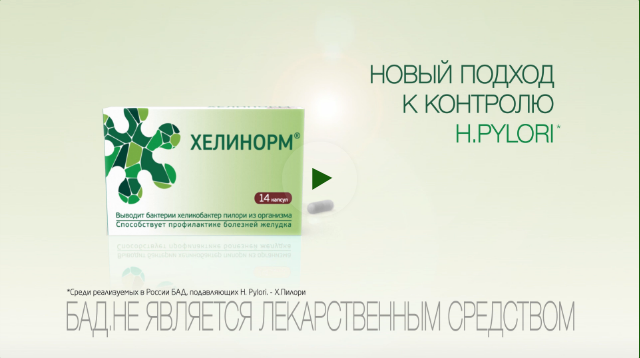 НОВЫЙ ПОДХОД
К КОНТРОЛЮ
H.PYLORI*
ХЕЛИНОРМ®
14 капсул
Выводит бактерии хеликобактер пилори из организма
Способствует профилактике болезней желудка
*Среди реализуемых в России БАД, подавляющих H. Pylori. - Х.Пилори
БАД.НЕ ЯВЛЯЕТСЯ ЛЕКАРСТВЕННЫМ СРЕДСТВОМ